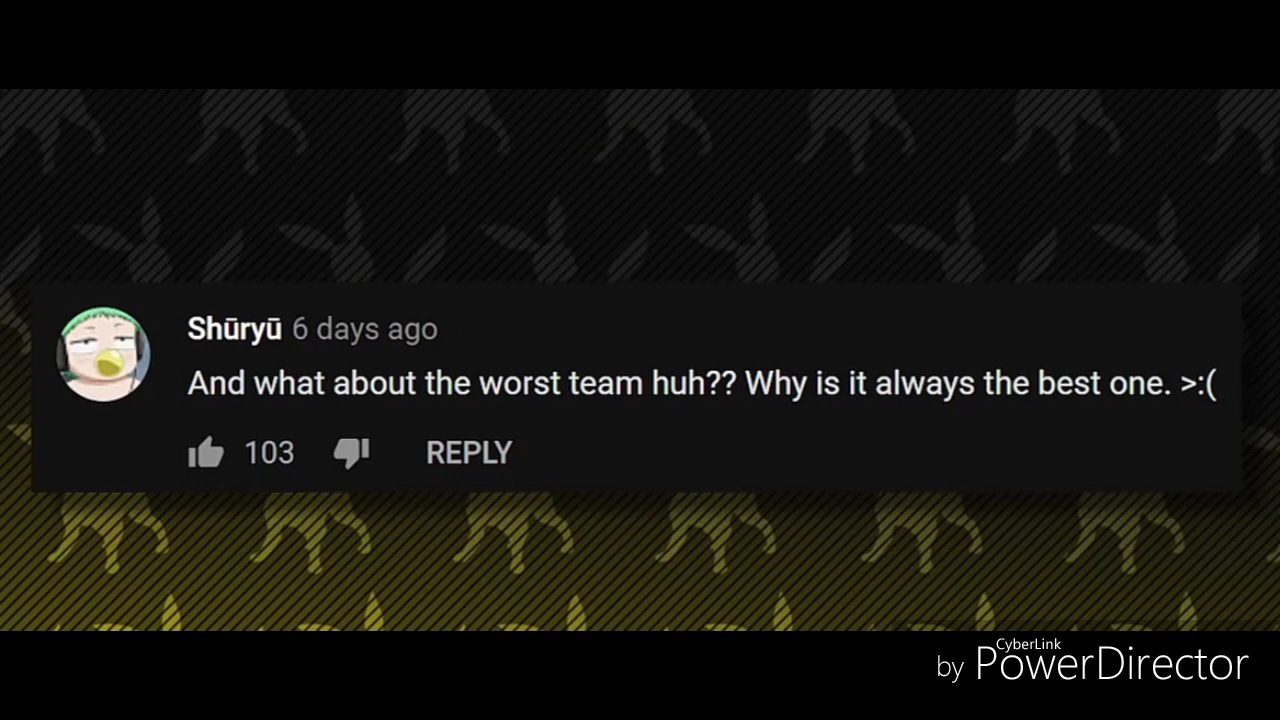 Shūryū 6 days ago
And what about the worst team huh?? Why is it always the best one. >:(
103 REPLY
CyberLink
by PowerDirector